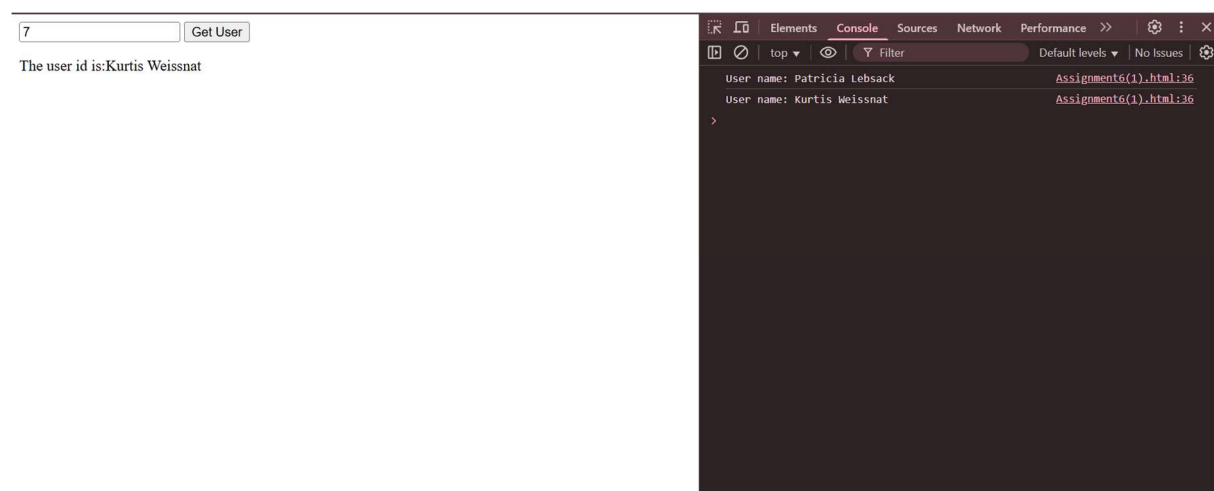 7 Get User
The user id is:Kurtis Weissnat
Elements Console Sources Network Performance
top Filter Default levels No Issues
User name: Patricia Lebsack Assignment6(1).html:36
User name: Kurtis Weissnat Assignment6(1).html:36